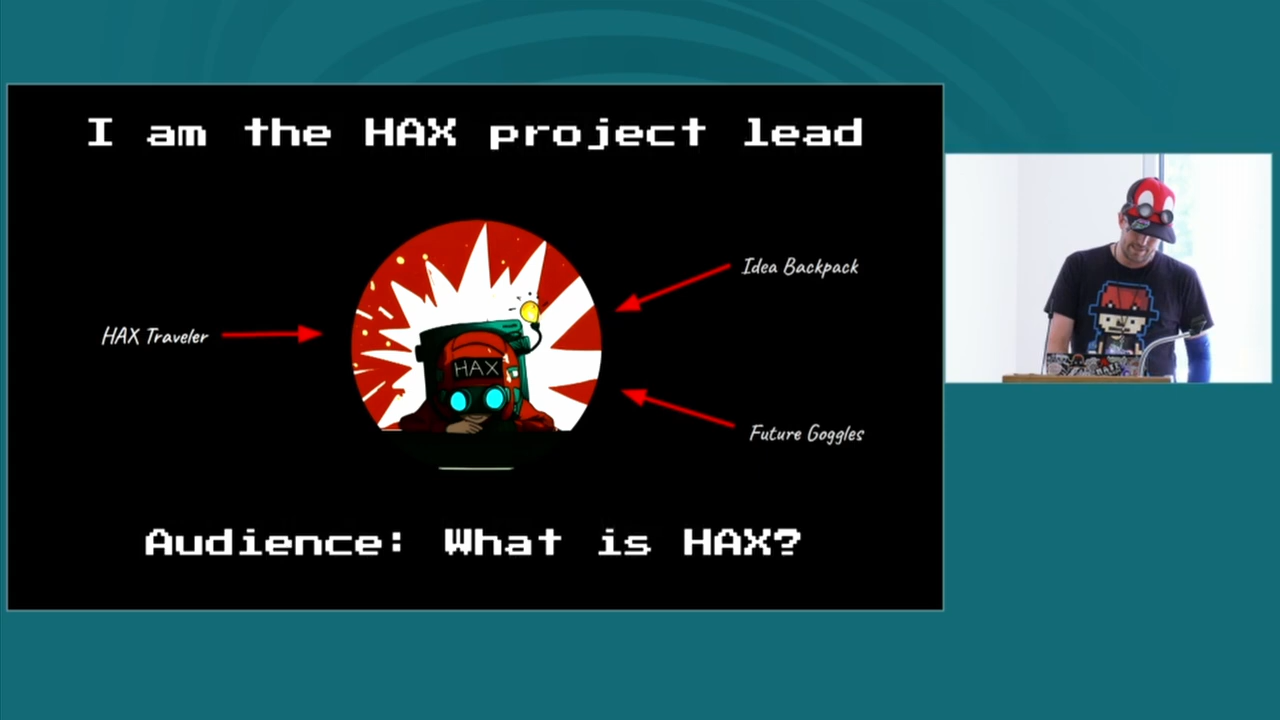 I am the HAX project lead
Idea Backpack
HAX Traveler
HAX
Future Goggles
Audience: What is HAX?